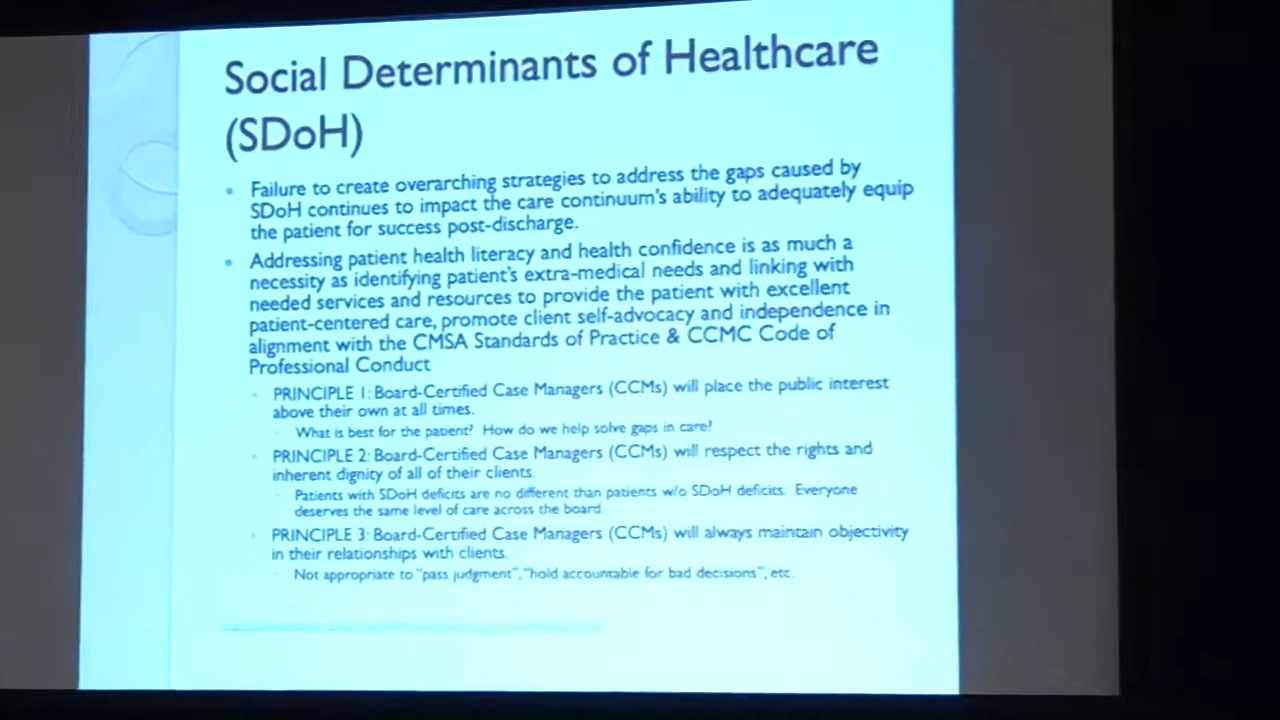 Social Determinants of Healthcare
(SDoH)
• Failure to create overarching strategies to address the gaps caused by
SDoH continues to impact the care continuum's ability to adequately equip
the patient for success post-discharge.
• Addressing patient health literacy and health confidence is as much a
necessity as identifying patient's extra-medical needs and linking with
needed services and resources to provide the patient with excellent
patient-centered care, promote client self-advocacy and independence in
alignment with the CMSA Standards of Practice & CCMC Code of
Professional Conduct
PRINCIPLE 1: Board-Certified Case Managers (CCMs) will place the public interest
above their own at all times.
What is best for the patient? How do we help solve gaps in care?
PRINCIPLE 2: Board-Certified Case Managers (CCMs) will respect the rights and
inherent dignity of all of their clients.
Patients with SDoH deficits are no different than patients w/o SDoH deficits. Everyone
deserves the same level of care across the board
PRINCIPLE 3: Board-Certified Case Managers (CCMs) will always maintain objectivity
in their relationships with clients.
Not appropriate to "pass judgment", "hold accountable for bad decisions", etc.